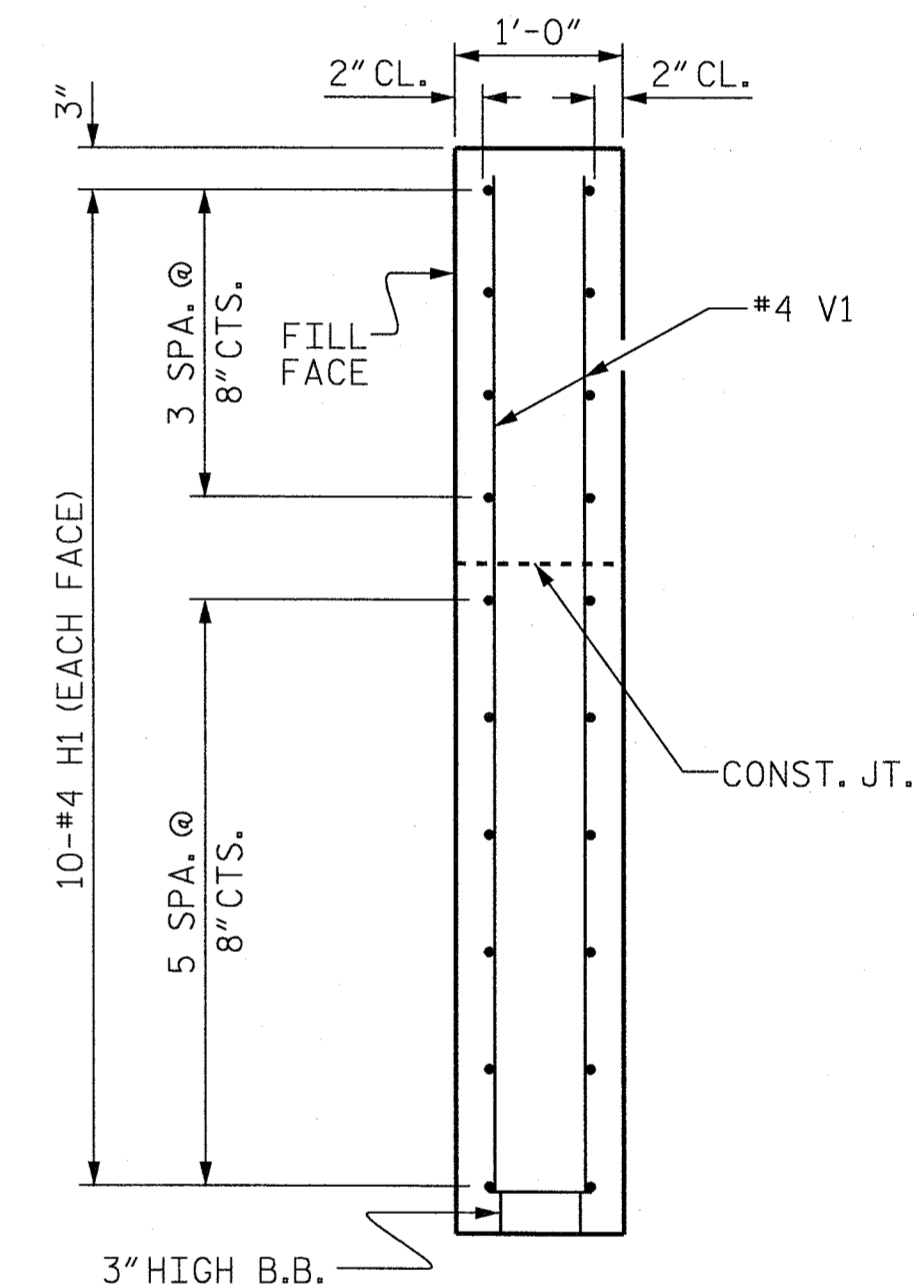 1'-0"
2" CL.
2" CL.
3"
3 SPA. @
8" CTS.
FILL
FACE
#4 V1
10-#4 H1 (EACH FACE)
CONST. JT.
5 SPA. @
8" CTS.
3" HIGH B.B.